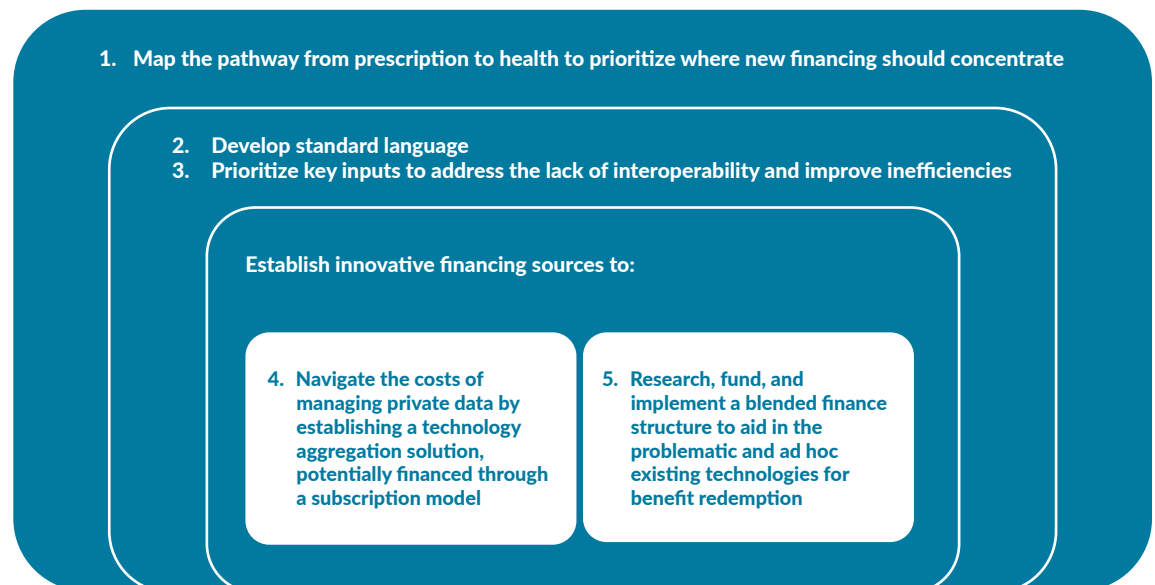 1. Map the pathway from prescription to health to prioritize where new financing should concentrate
2. Develop standard language
3. Prioritize key inputs to address the lack of interoperability and improve inefficiencies
Establish innovative financing sources to:
4. Navigate the costs of
managing private data by
establishing a technology
aggregation solution,
potentially financed through
a subscription model
5. Research, fund, and
implement a blended finance
structure to aid in the
problematic and ad hoc
existing technologies for
benefit redemption